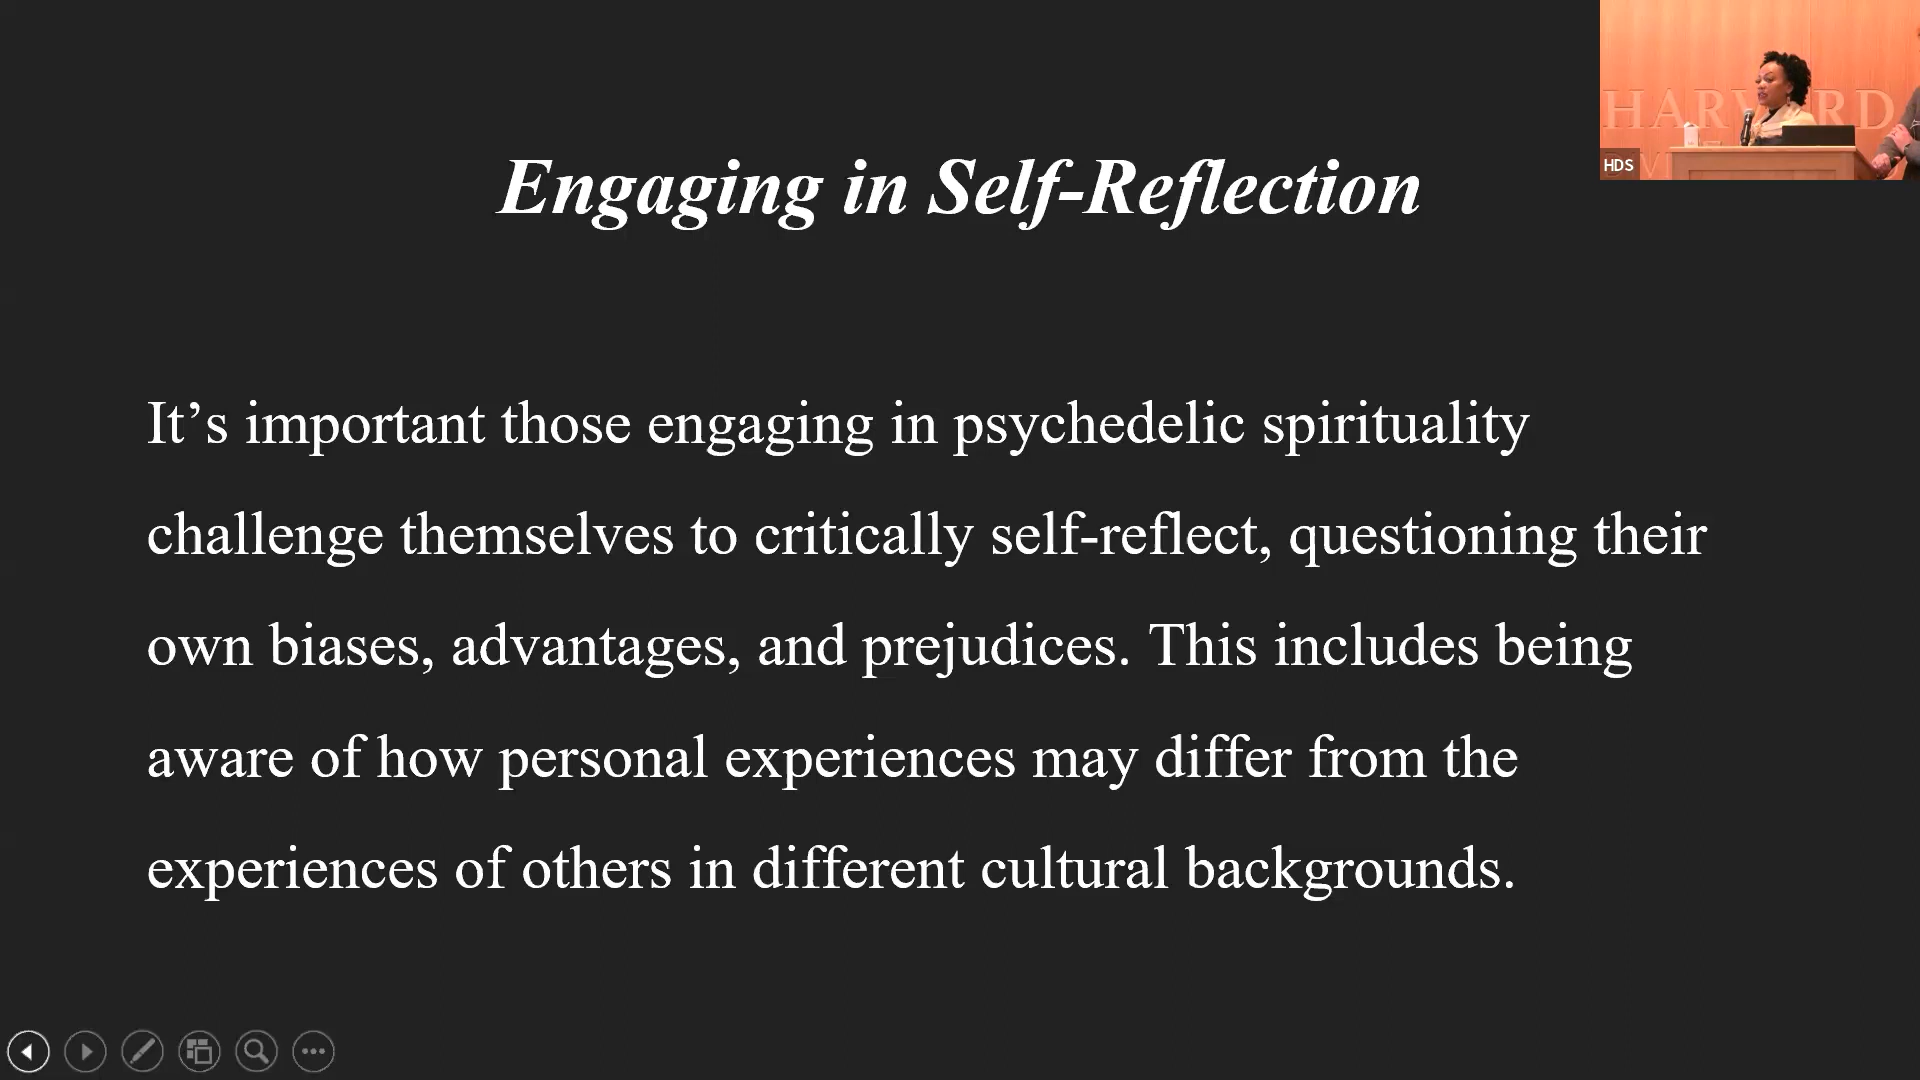 Engaging in Self-Reflection
HARVARD
HDS
It’s important those engaging in psychedelic spirituality
challenge themselves to critically self-reflect, questioning their
own biases, advantages, and prejudices. This includes being
aware of how personal experiences may differ from the
experiences of others in different cultural backgrounds.